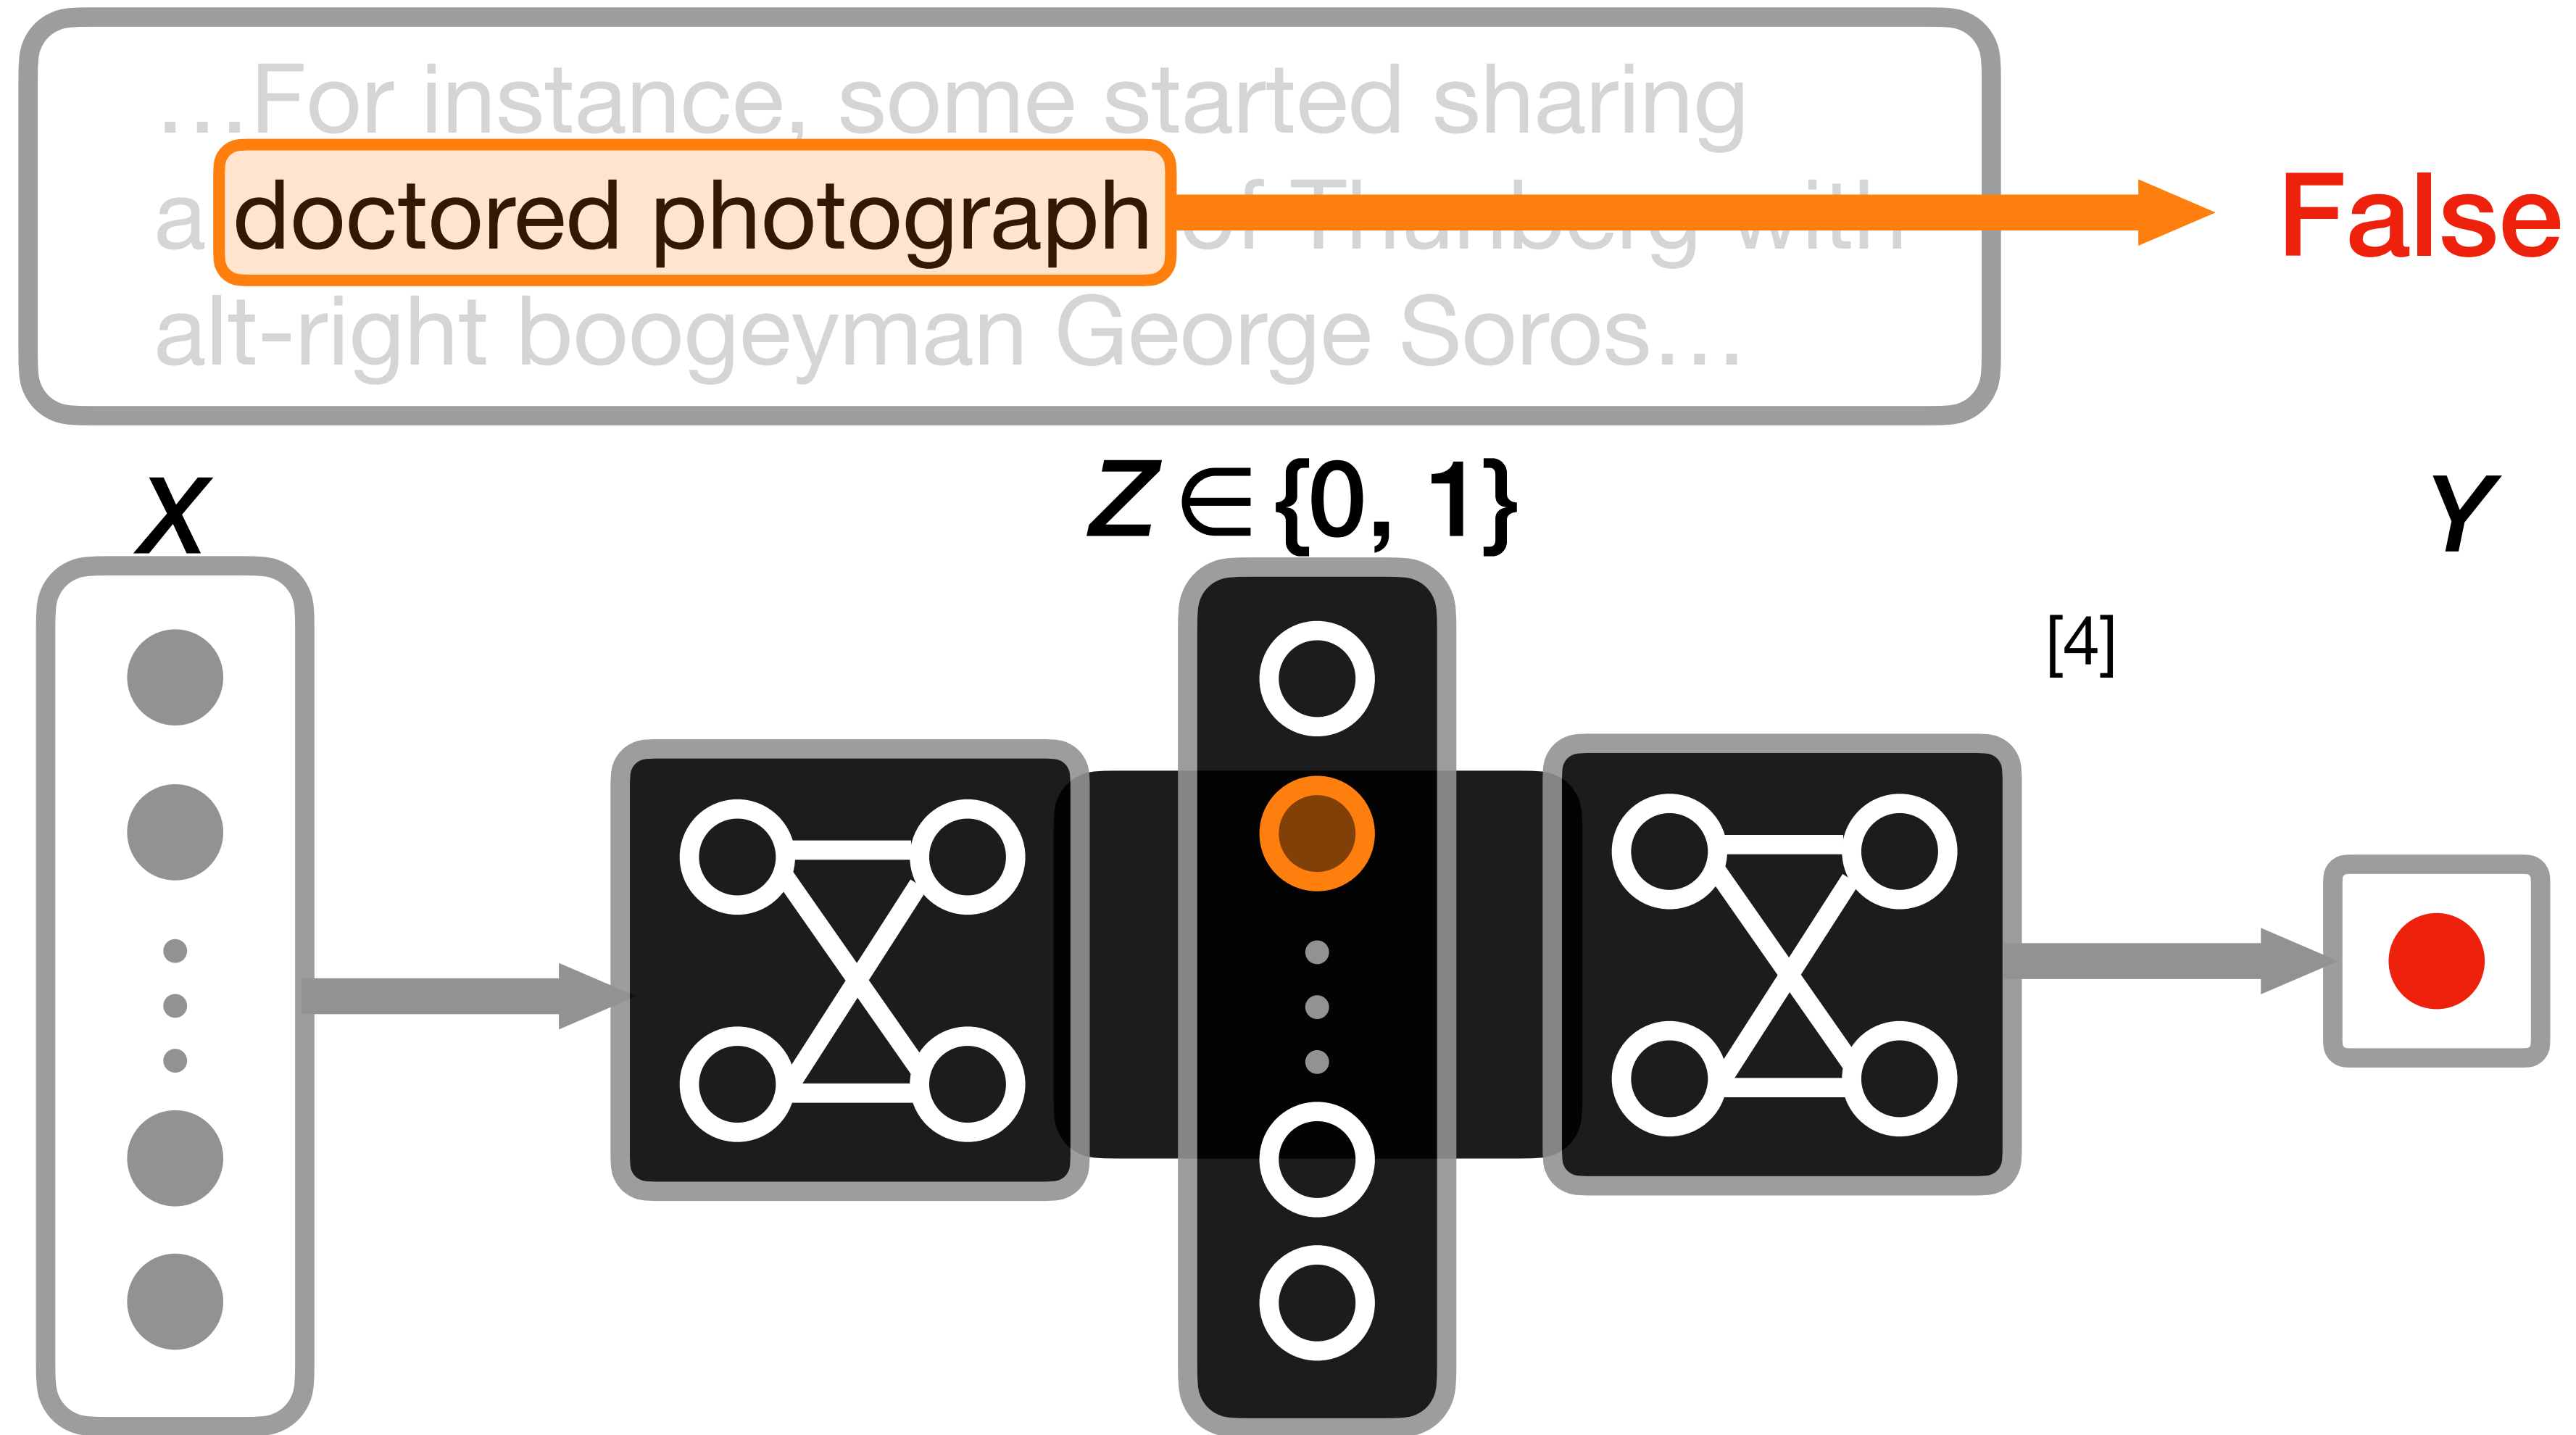 ...For instance, some started sharing
a doctored photograph of Thunberg with
alt-right boogeyman George Soros...
False
X
Z ∈ {0, 1}
Y
[4]